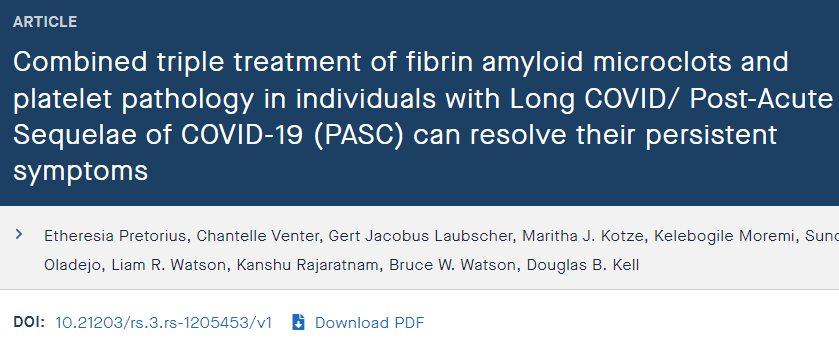 ARTICLE
Combined triple treatment of fibrin amyloid microclots and
platelet pathology in individuals with Long COVID/ Post-Acute
Sequelae of COVID-19 (PASC) can resolve their persistent
symptoms
Etheresia Pretorius, Chantelle Venter, Gert Jacobus Laubscher, Maritha J. Kotze, Kelebogile Moremi,
Oladejo, Liam R. Watson, Kanshu Rajaratnam, Bruce W. Watson, Douglas B. Kell
DOI: 10.21203/rs.3.rs-1205453/v1 Download PDF